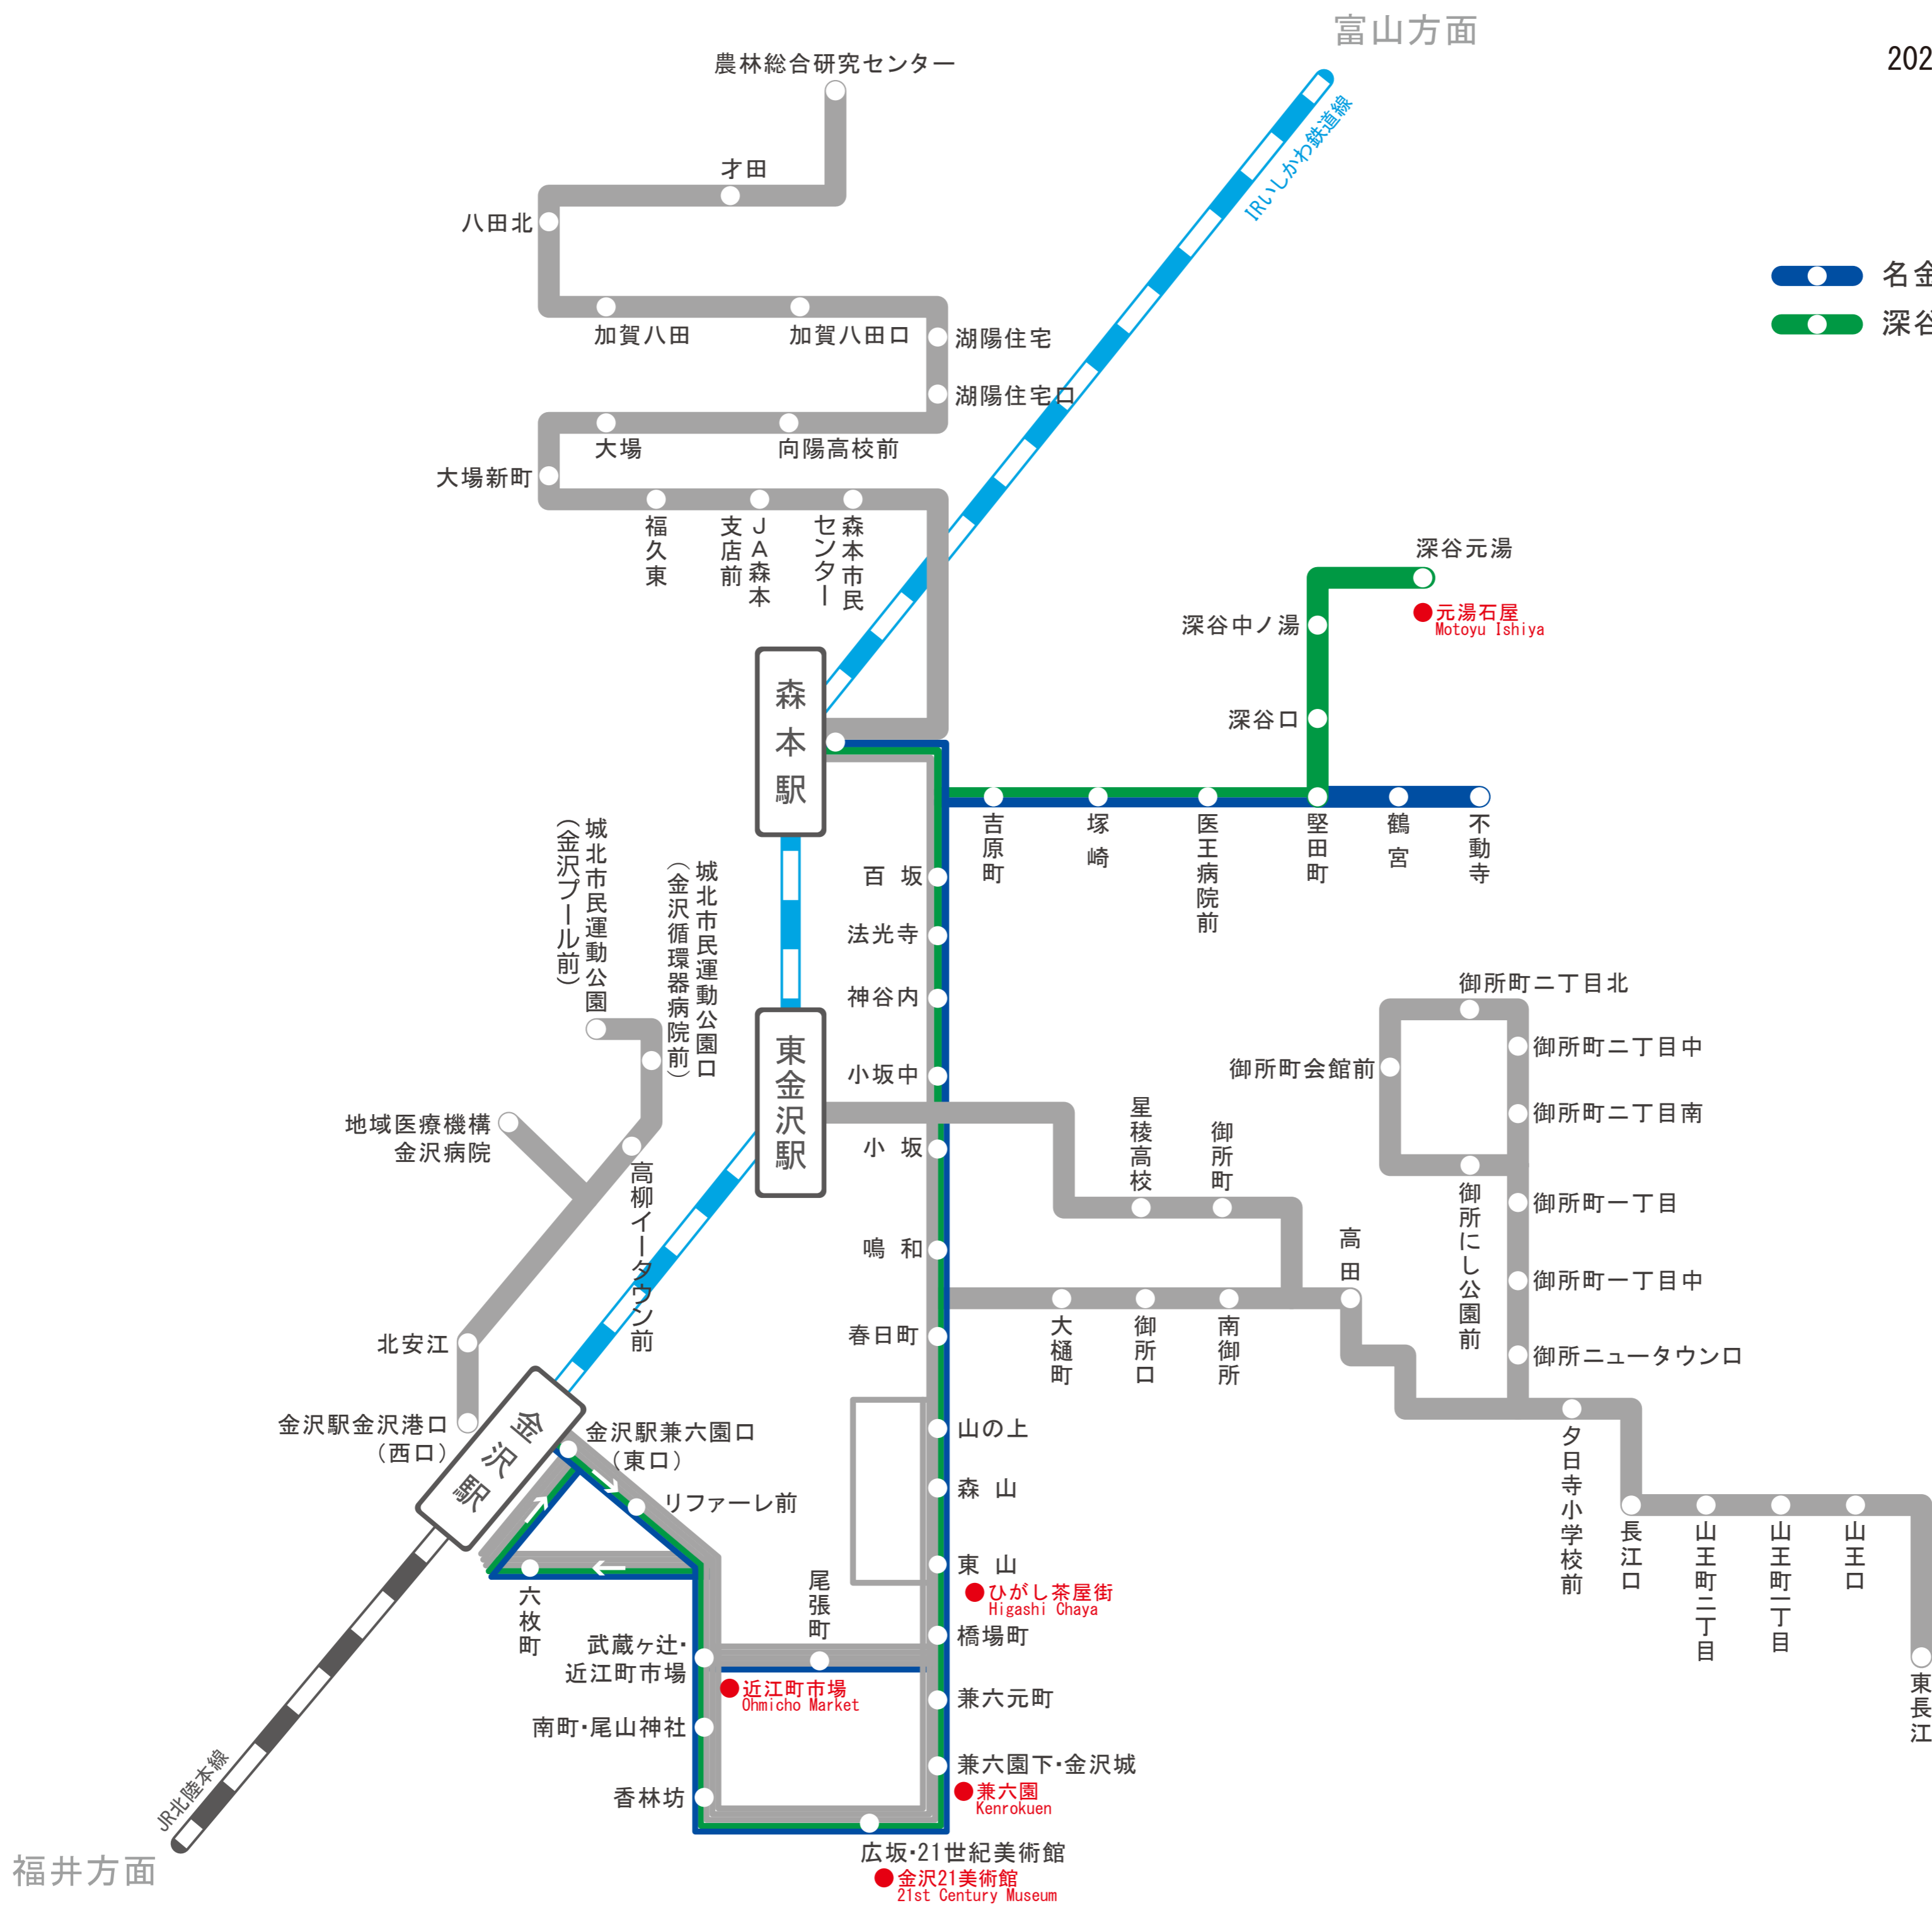 富山方面
202
農林総合研究センター
IRいしかわ鉄道線
才田
八田北
名金
深谷
加賀八田
加賀八田口
湖陽住宅
湖陽住宅口
大場
向陽高校前
大場新町
福久東
JA森本
支店前
森本市民
センター
深谷元湯
元湯石屋
Motoyu Ishiya
深谷中ノ湯
深谷口
森本駅
吉原町
塚崎
医王病院前
堅田町
鶴宮
不動寺
百坂
法光寺
神谷内
小坂中
小坂
鳴和
春日町
城北市民運動公園
(金沢プール前)
城北市民運動公園口
(金沢循環器病院前)
東金沢駅
地域医療機構
金沢病院
高柳イータウン前
北安江
星稜高校
御所町
高田
大樋町
御所口
南御所
御所町二丁目北
御所町二丁目中
御所町会館前
御所町二丁目南
御所にし公園前
御所町一丁目
御所町一丁目中
御所ニュータウン口
夕日寺小学校前
長江口
山王町二丁目
山王町一丁目
山王口
東長江
金沢駅金沢港口
(西口)
金沢駅
金沢駅兼六園口
(東口)
リファーレ前
六枚町
山の上
森山
東山
ひがし茶屋街
Higashi Chaya
尾張町
橋場町
武蔵ヶ辻・
近江町市場
近江町市場
Ohmicho Market
兼六元町
南町・尾山神社
兼六園下・金沢城
兼六園
Kenrokuen
香林坊
広坂・21世紀美術館
金沢21美術館
21st Century Museum
JR北陸本線
福井方面